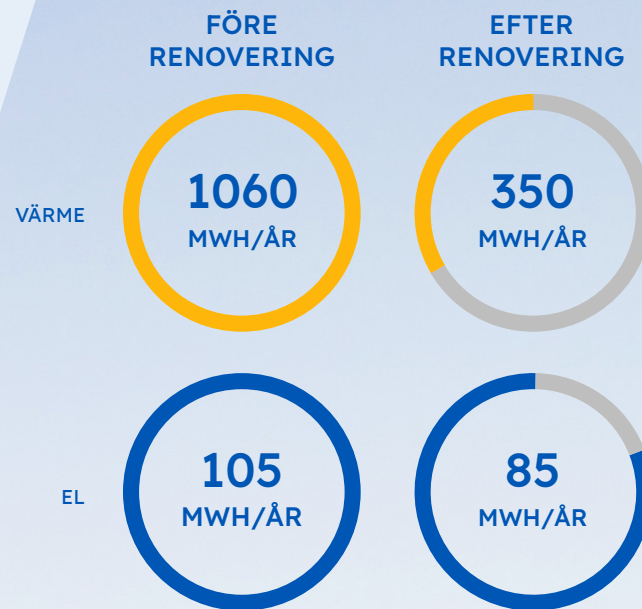 FÖRE
RENOVERING
EFTER
RENOVERING
VÄRME
1060
MWH/ÅR
350
MWH/ÅR
EL
105
MWH/ÅR
85
MWH/ÅR